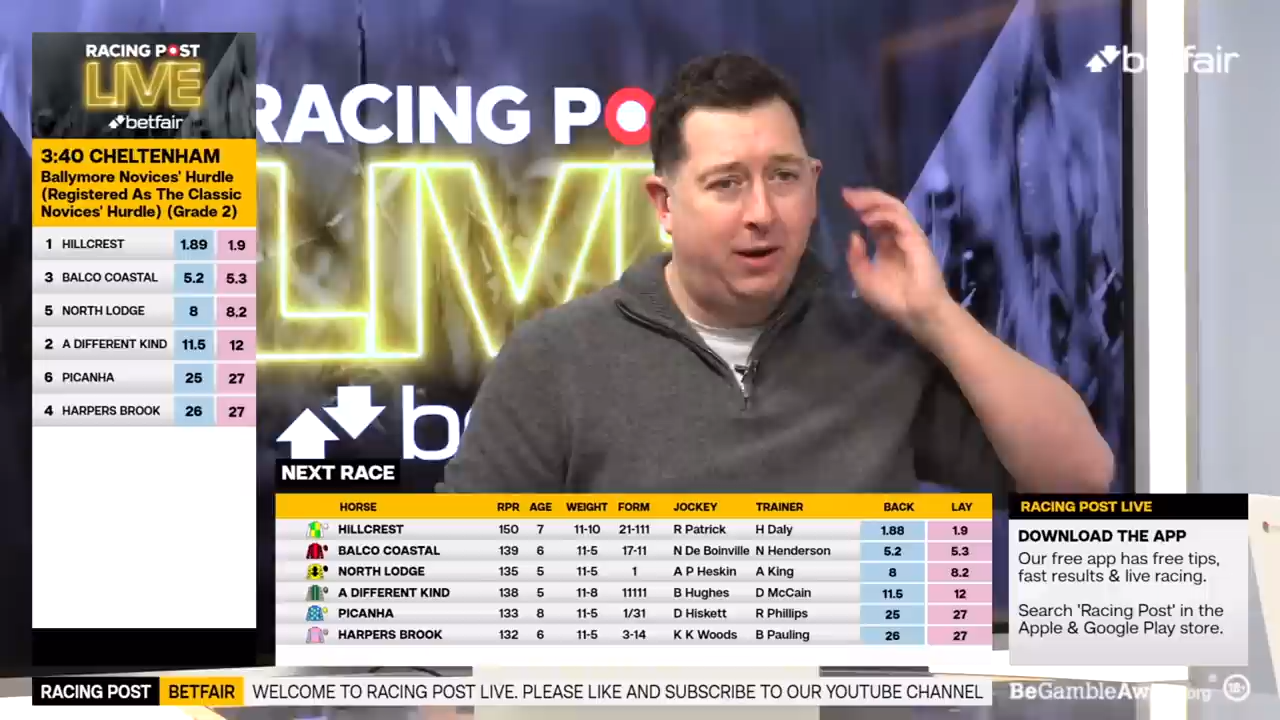 RACING POST
LIVE
betfair
3:40 CHELTENHAM
Ballymore Novices' Hurdle
(Registered As The Classic
Novices' Hurdle) (Grade 2)
1 HILLCREST 1.89 1.9
3 BALCO COASTAL 5.2 5.3
5 NORTH LODGE 8 8.2
2 A DIFFERENT KIND 11.5 12
6 PICANHA 25 27
4 HARPERS BROOK 26 27
RACING PO
LIV
b
betfair
NEXT RACE
HORSE RPR AGE WEIGHT FORM JOCKEY TRAINER BACK LAY
HILLCREST 150 7 11-10 21-111 R Patrick H Daly 1.88 1.9
BALCO COASTAL 139 6 11-5 17-11 N De Boinville N Henderson 5.2 5.3
NORTH LODGE 135 5 11-5 1 A P Heskin A King 8 8.2
A DIFFERENT KIND 138 5 11-8 11111 B Hughes D McCain 11.5 12
PICANHA 133 8 11-5 1/31 D Hiskett R Phillips 25 27
HARPERS BROOK 132 6 11-5 3-14 K K Woods B Pauling 26 27
RACING POST LIVE
DOWNLOAD THE APP
Our free app has free tips,
fast results & live racing.
Search 'Racing Post' in the
Apple & Google Play store.
RACING POST BETFAIR WELCOME TO RACING POST LIVE. PLEASE LIKE AND SUBSCRIBE TO OUR YOUTUBE CHANNEL
BeGambleAware.org 18+